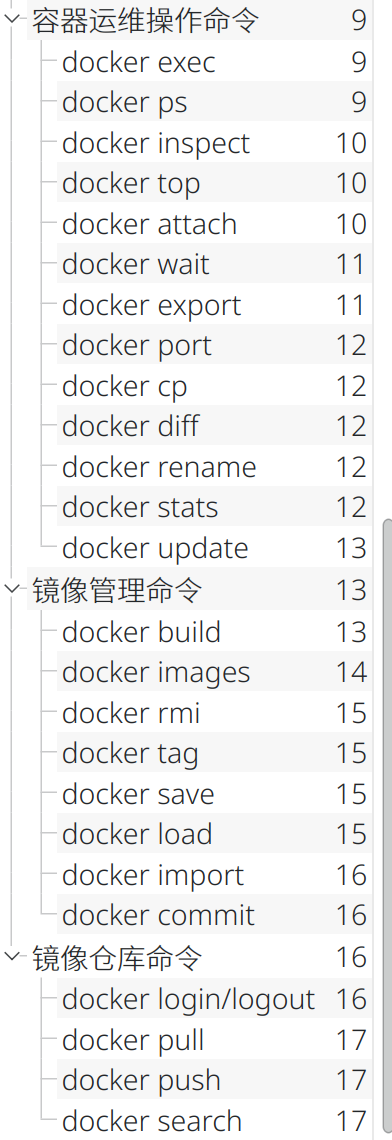 容器运维操作命令 9
docker exec 9
docker ps 9
docker inspect 10
docker top 10
docker attach 10
docker wait 11
docker export 11
docker port 12
docker cp 12
docker diff 12
docker rename 12
docker stats 12
docker update 13
镜像管理命令 13
docker build 13
docker images 14
docker rmi 15
docker tag 15
docker save 15
docker load 15
docker import 16
docker commit 16
镜像仓库命令 16
docker login/logout 16
docker pull 17
docker push 17
docker search 17